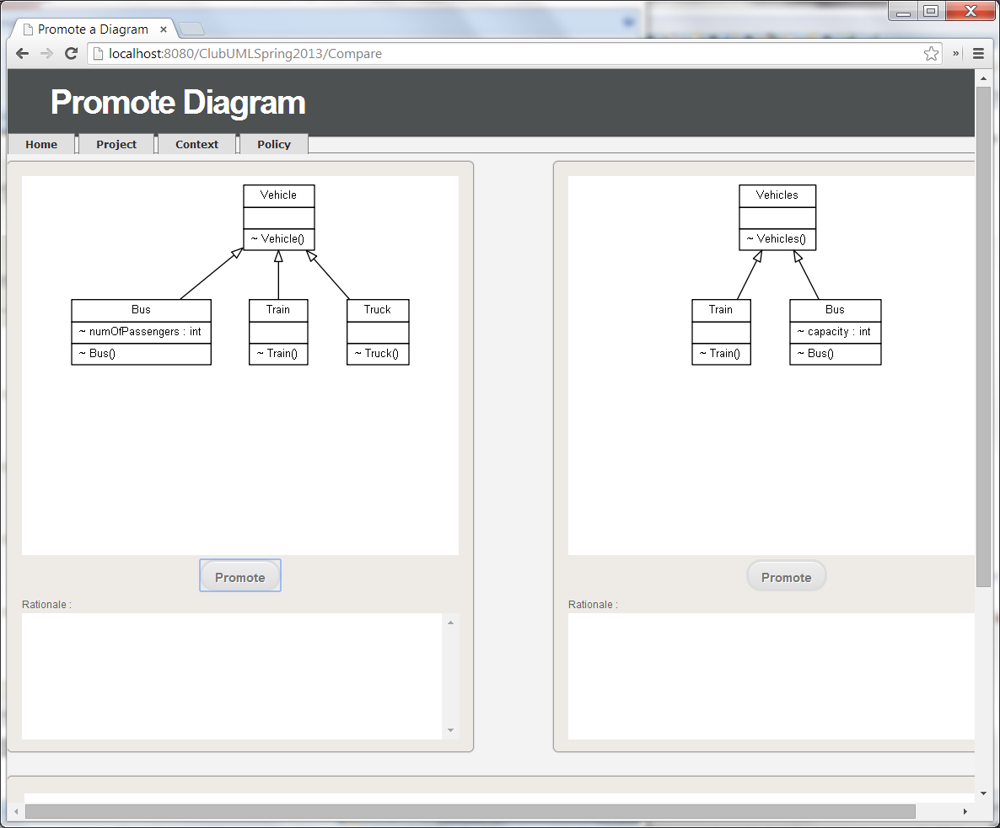 Promote a Diagram
localhost:8080/ClubUMLSpring2013/Compare
»
Promote Diagram
Home Project Context Policy
Vehicle
~ Vehicle()
Bus
~ numOfPassengers : int
~ Bus()
Train
~ Train()
Truck
~ Truck()
Promote
Rationale :
Vehicles
~ Vehicles()
Train
~ Train()
Bus
~ capacity : int
~ Bus()
Promote
Rationale :